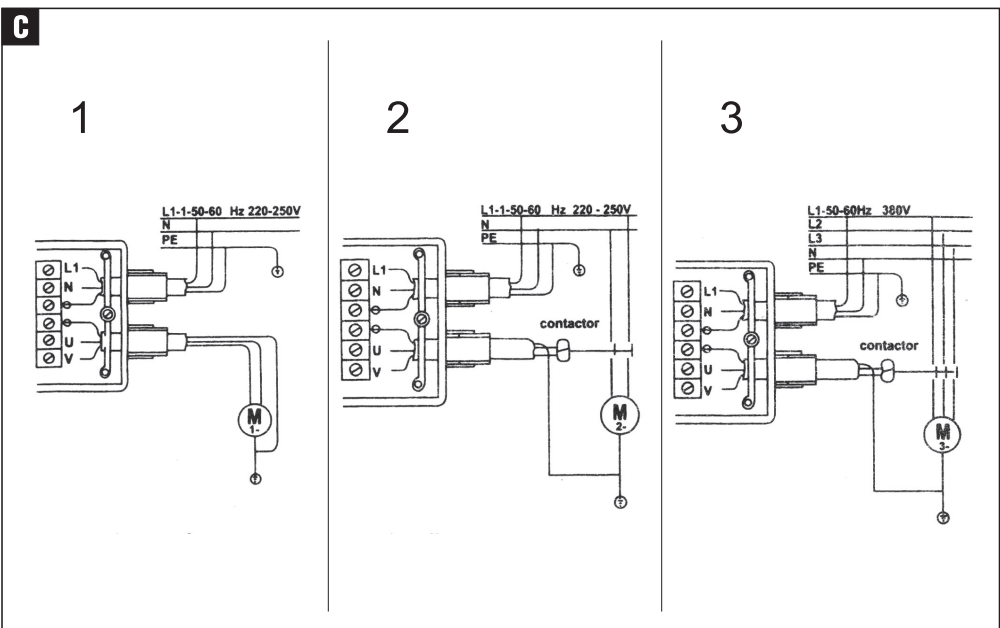 C
1
L1-1-50-60 Hz 220-250V
N
PE
L1
N
U
V
M
1-
2
L1-1-50-60 Hz 220 - 250V
N
PE
L1
N
U
V
contactor
M
2-
3
L1-50-60Hz 380V
L2
L3
N
PE
L1
N
U
V
contactor
M
3-